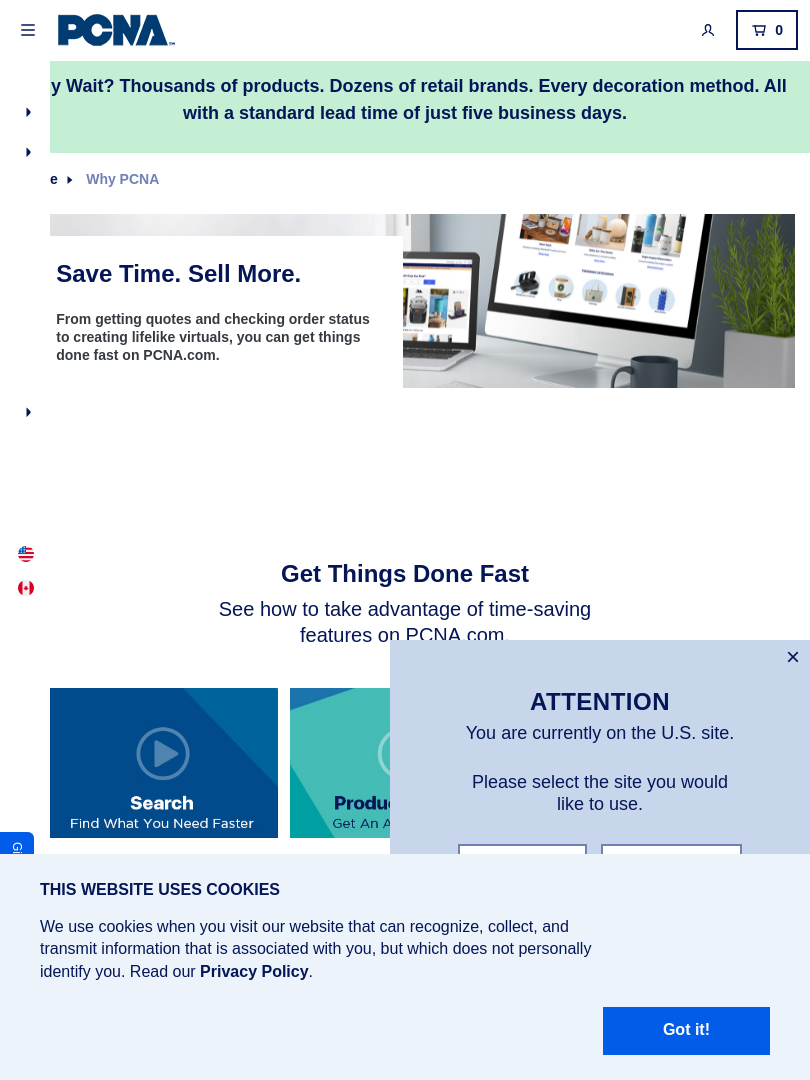 PCNA
0
y Wait? Thousands of products. Dozens of retail brands. Every decoration method. All
with a standard lead time of just five business days.
e Why PCNA
Save Time. Sell More.
From getting quotes and checking order status
to creating lifelike virtuals, you can get things
done fast on PCNA.com.
Get Things Done Fast
See how to take advantage of time-saving
features on PCNA.com.
Search
Find What You Need Faster
Produc
Get An A
ATTENTION
You are currently on the U.S. site.
Please select the site you would
like to use.
Gi
THIS WEBSITE USES COOKIES
We use cookies when you visit our website that can recognize, collect, and
transmit information that is associated with you, but which does not personally
identify you. Read our Privacy Policy.
Got it!